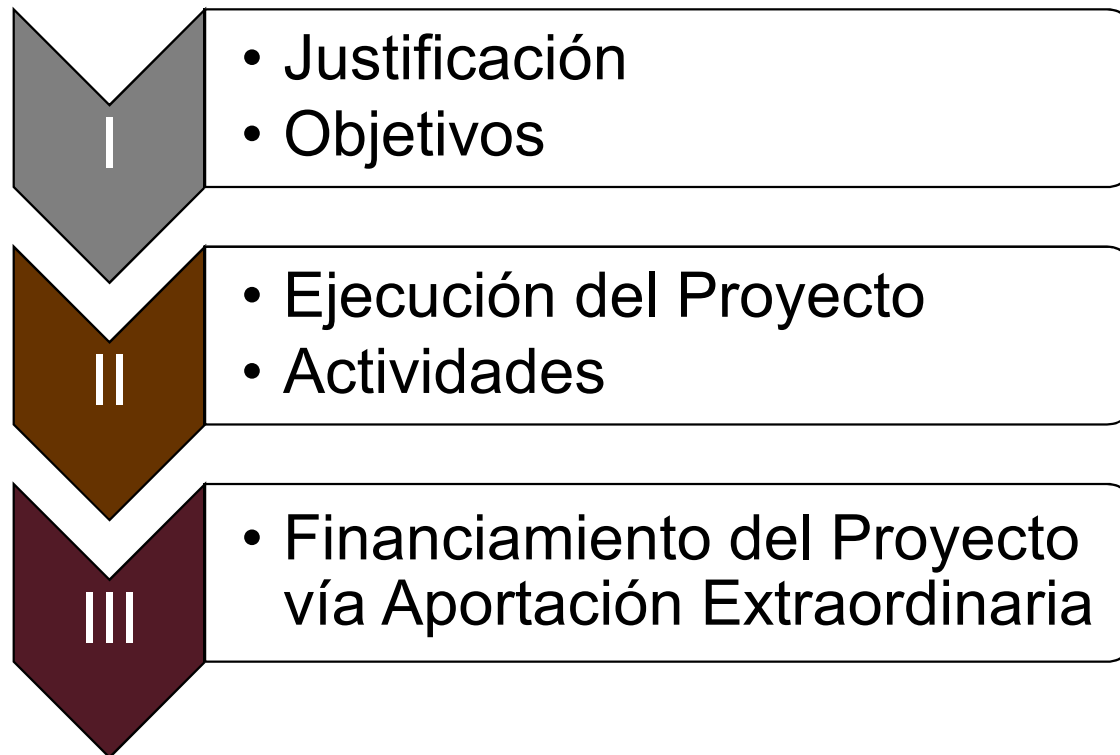 I
• Justificación
• Objetivos
II
• Ejecución del Proyecto
• Actividades
III
• Financiamiento del Proyecto
vía Aportación Extraordinaria